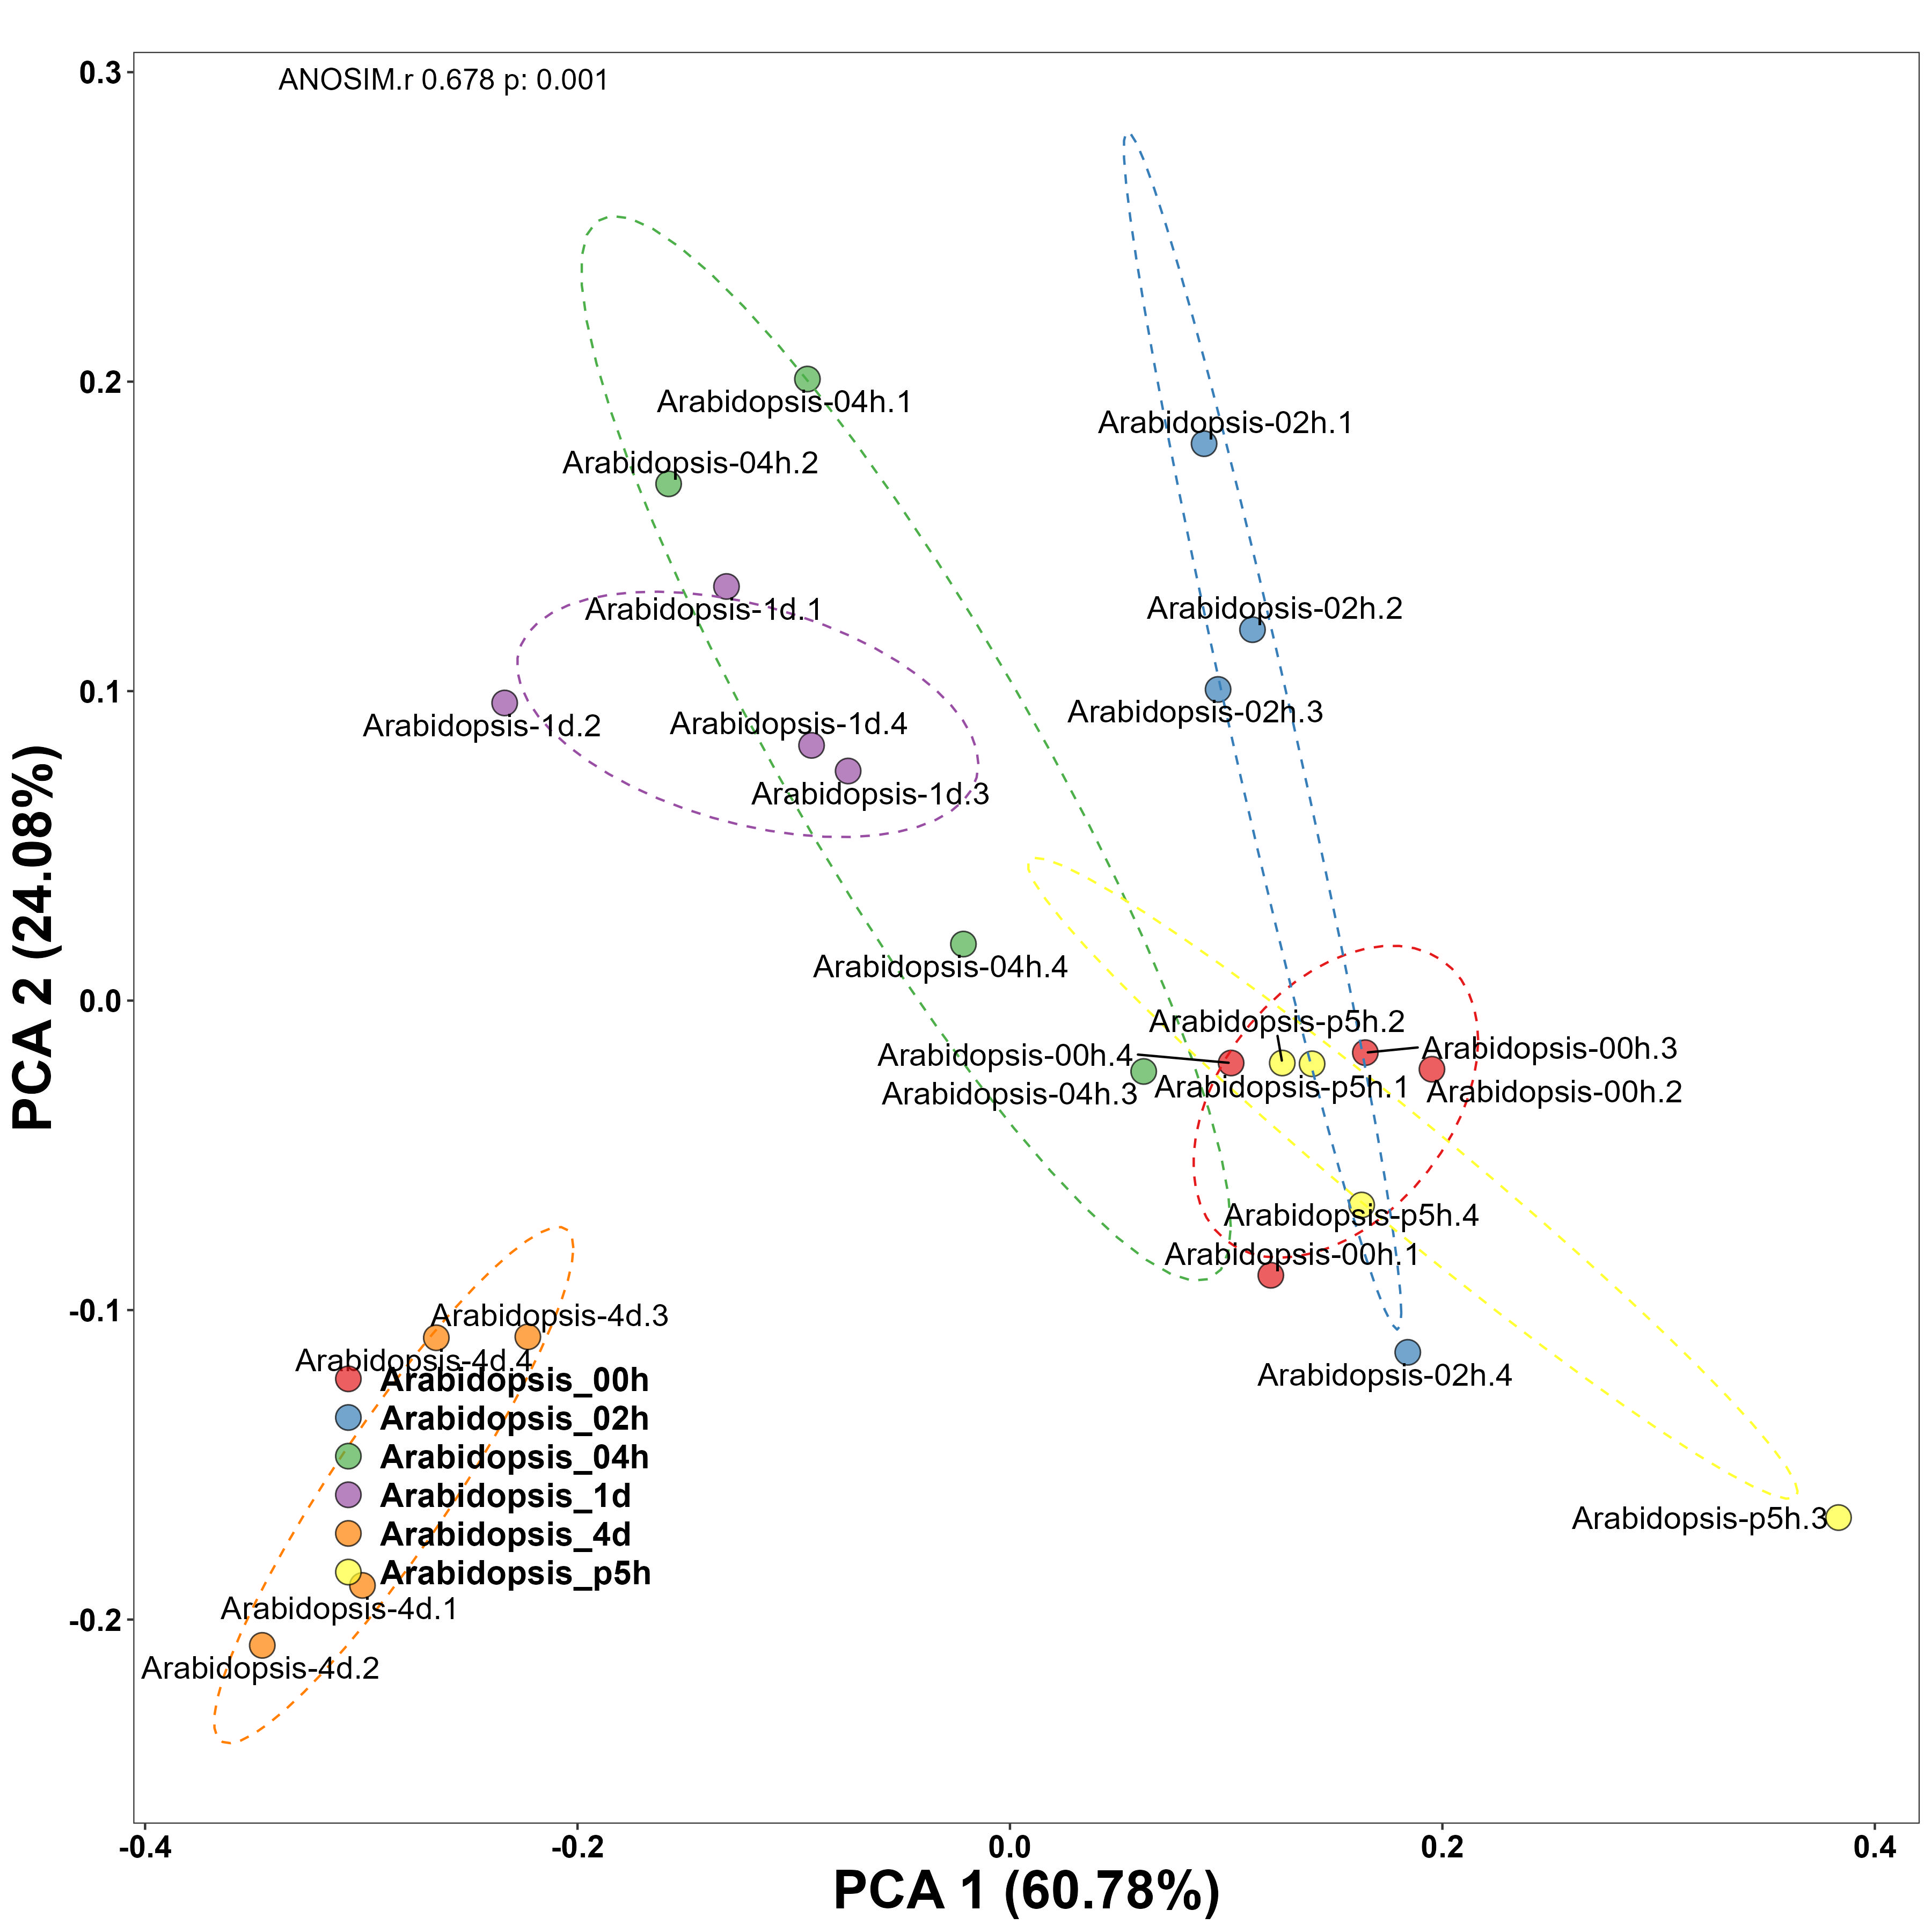 0.3
ANOSIM.r 0.678 p: 0.001
0.2
Arabidopsis-04h.1
Arabidopsis-02h.1
Arabidopsis-04h.2
Arabidopsis-1d.1
Arabidopsis-02h.2
0.1
Arabidopsis-1d.2
Arabidopsis-1d.4
Arabidopsis-02h.3
Arabidopsis-1d.3
PCA 2 (24.08%)
Arabidopsis-04h.4
0.0
Arabidopsis-p5h.2
Arabidopsis-00h.4
Arabidopsis-00h.3
Arabidopsis-04h.3
Arabidopsis-p5h.1
Arabidopsis-00h.2
Arabidopsis-p5h.4
Arabidopsis-00h.1
-0.1
Arabidopsis-4d.3
Arabidopsis-4d.4
Arabidopsis-02h.4
Arabidopsis_00h
Arabidopsis_02h
Arabidopsis_04h
Arabidopsis_1d
Arabidopsis_4d
Arabidopsis_p5h
Arabidopsis-p5h.3
Arabidopsis-4d.1
-0.2
Arabidopsis-4d.2
-0.4
-0.2
0.0
0.2
0.4
PCA 1 (60.78%)